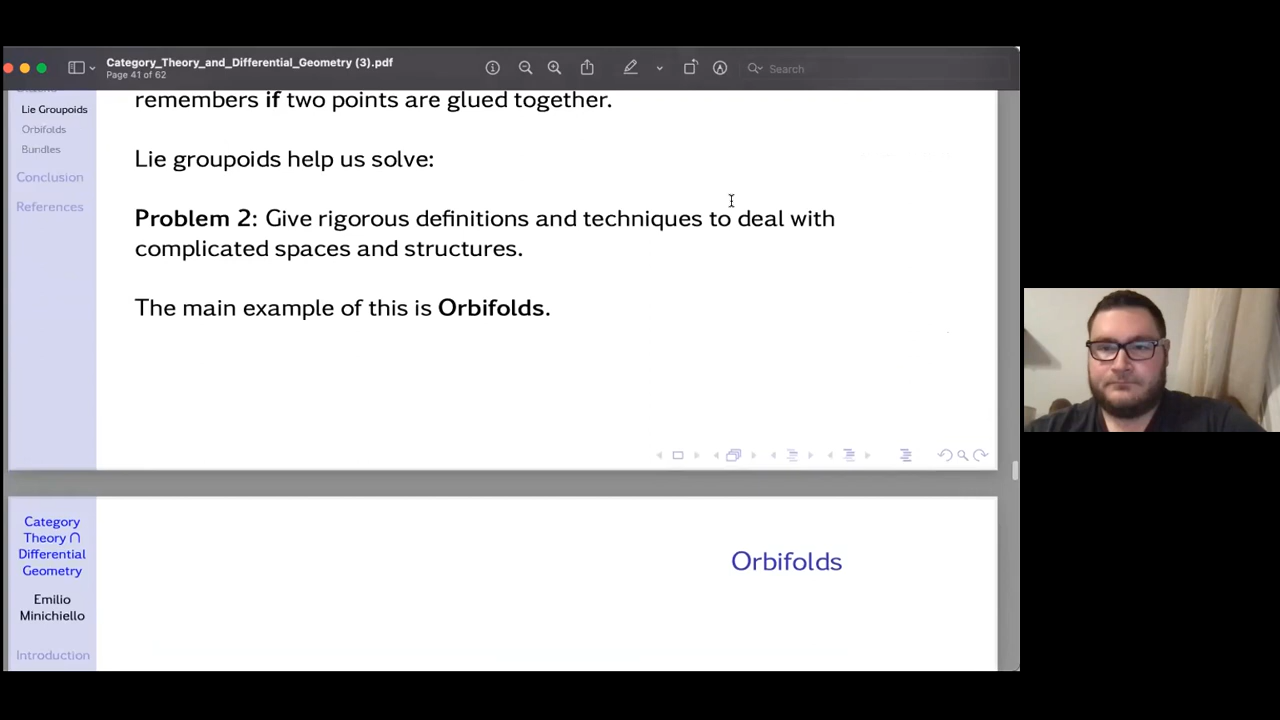 Category_Theory_and_Differential_Geometry (3).pdf
Page 41 of 62
Search
Lie Groupoids
Orbifolds
Bundles
Conclusion
References
remembers if two points are glued together.
Lie groupoids help us solve:
Problem 2: Give rigorous definitions and techniques to deal with
complicated spaces and structures.
The main example of this is Orbifolds.
Category
Theory ∩
Differential
Geometry
Emilio
Minichiello
Introduction
Orbifolds